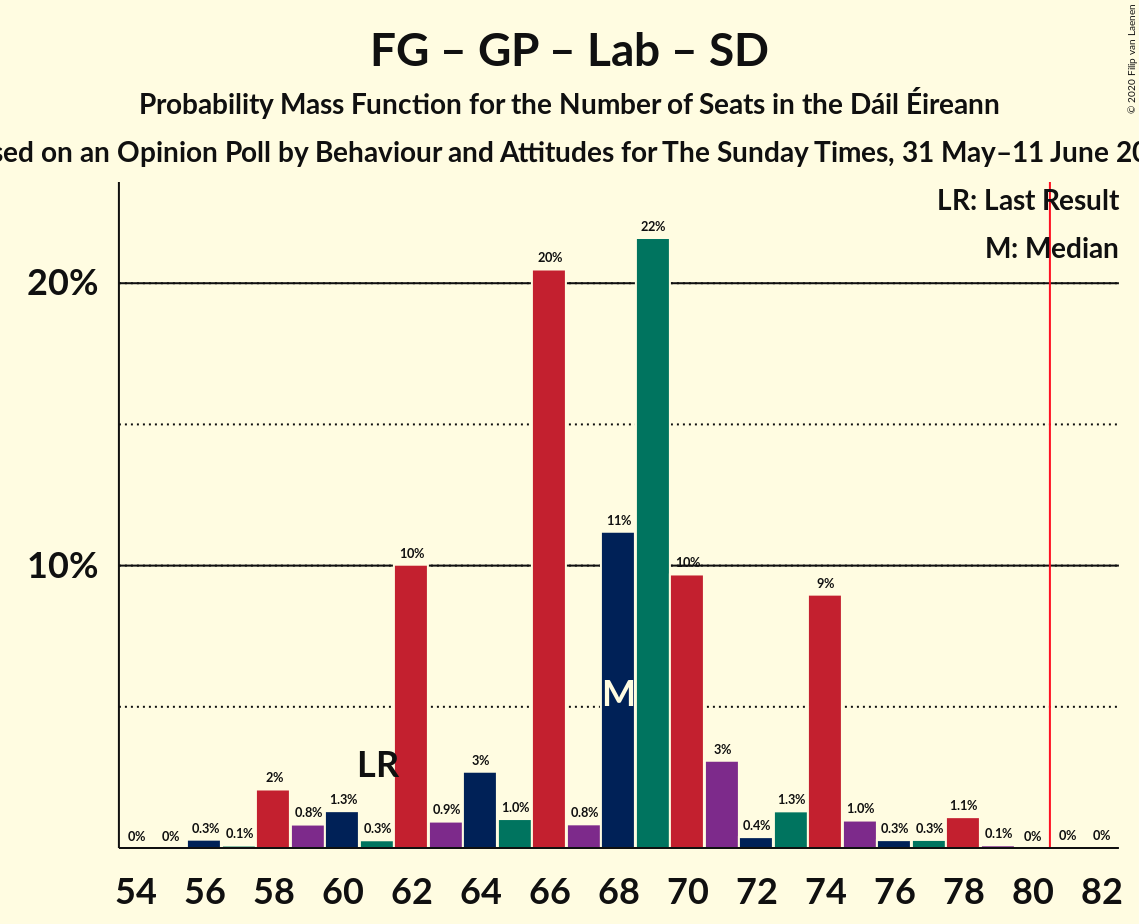 FG – GP – Lab – SD
Probability Mass Function for the Number of Seats in the Dáil Éireann
on an Opinion Poll by Behaviour and Attitudes for The Sunday Times, 31 May–11 June
© 2020 Filip van Laenen
LR: Last Result
M: Median
20%
10%
0% 0% 0.3% 0.1% 2% 0.8% 1.3% 0.3% 10% 0.9% 3% 1.0% 20% 0.8% 11% 22% 10% 3% 0.4% 1.3% 9% 1.0% 0.3% 0.3% 1.1% 0.1% 0% 0% 0%
LR
M
54 56 58 60 62 64 66 68 70 72 74 76 78 80 82